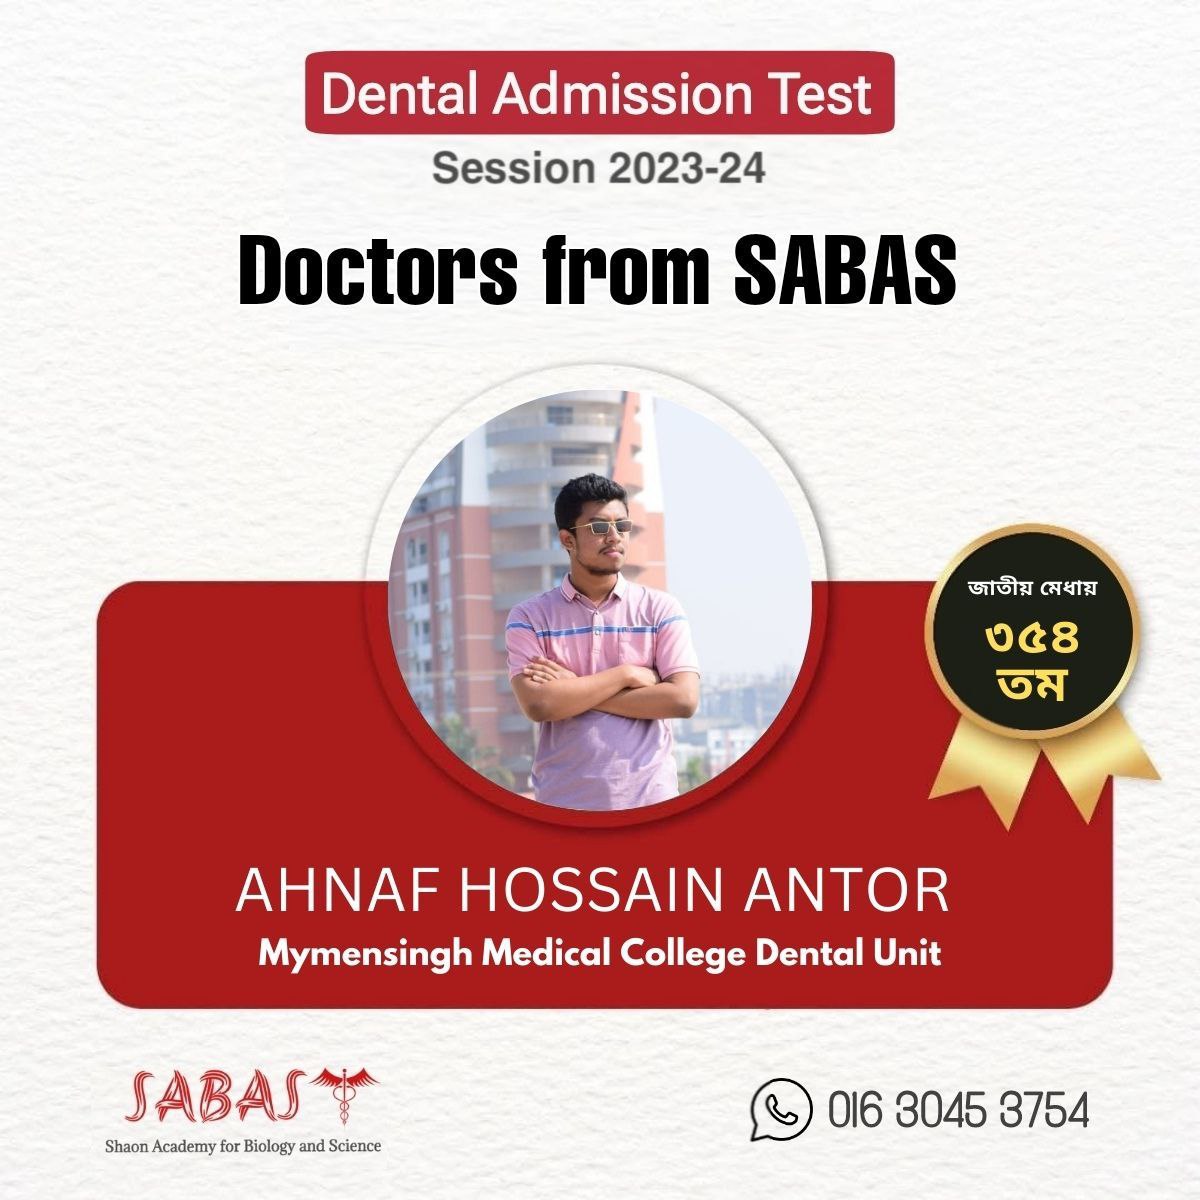 Dental Admission Test
Session 2023-24
Doctors from SABAS
জাতীয় মেধায়
৩৫৪
তম
AHNAF HOSSAIN ANTOR
Mymensingh Medical College Dental Unit
SABAS
Shaon Academy for Biology and Science
016 3045 3754